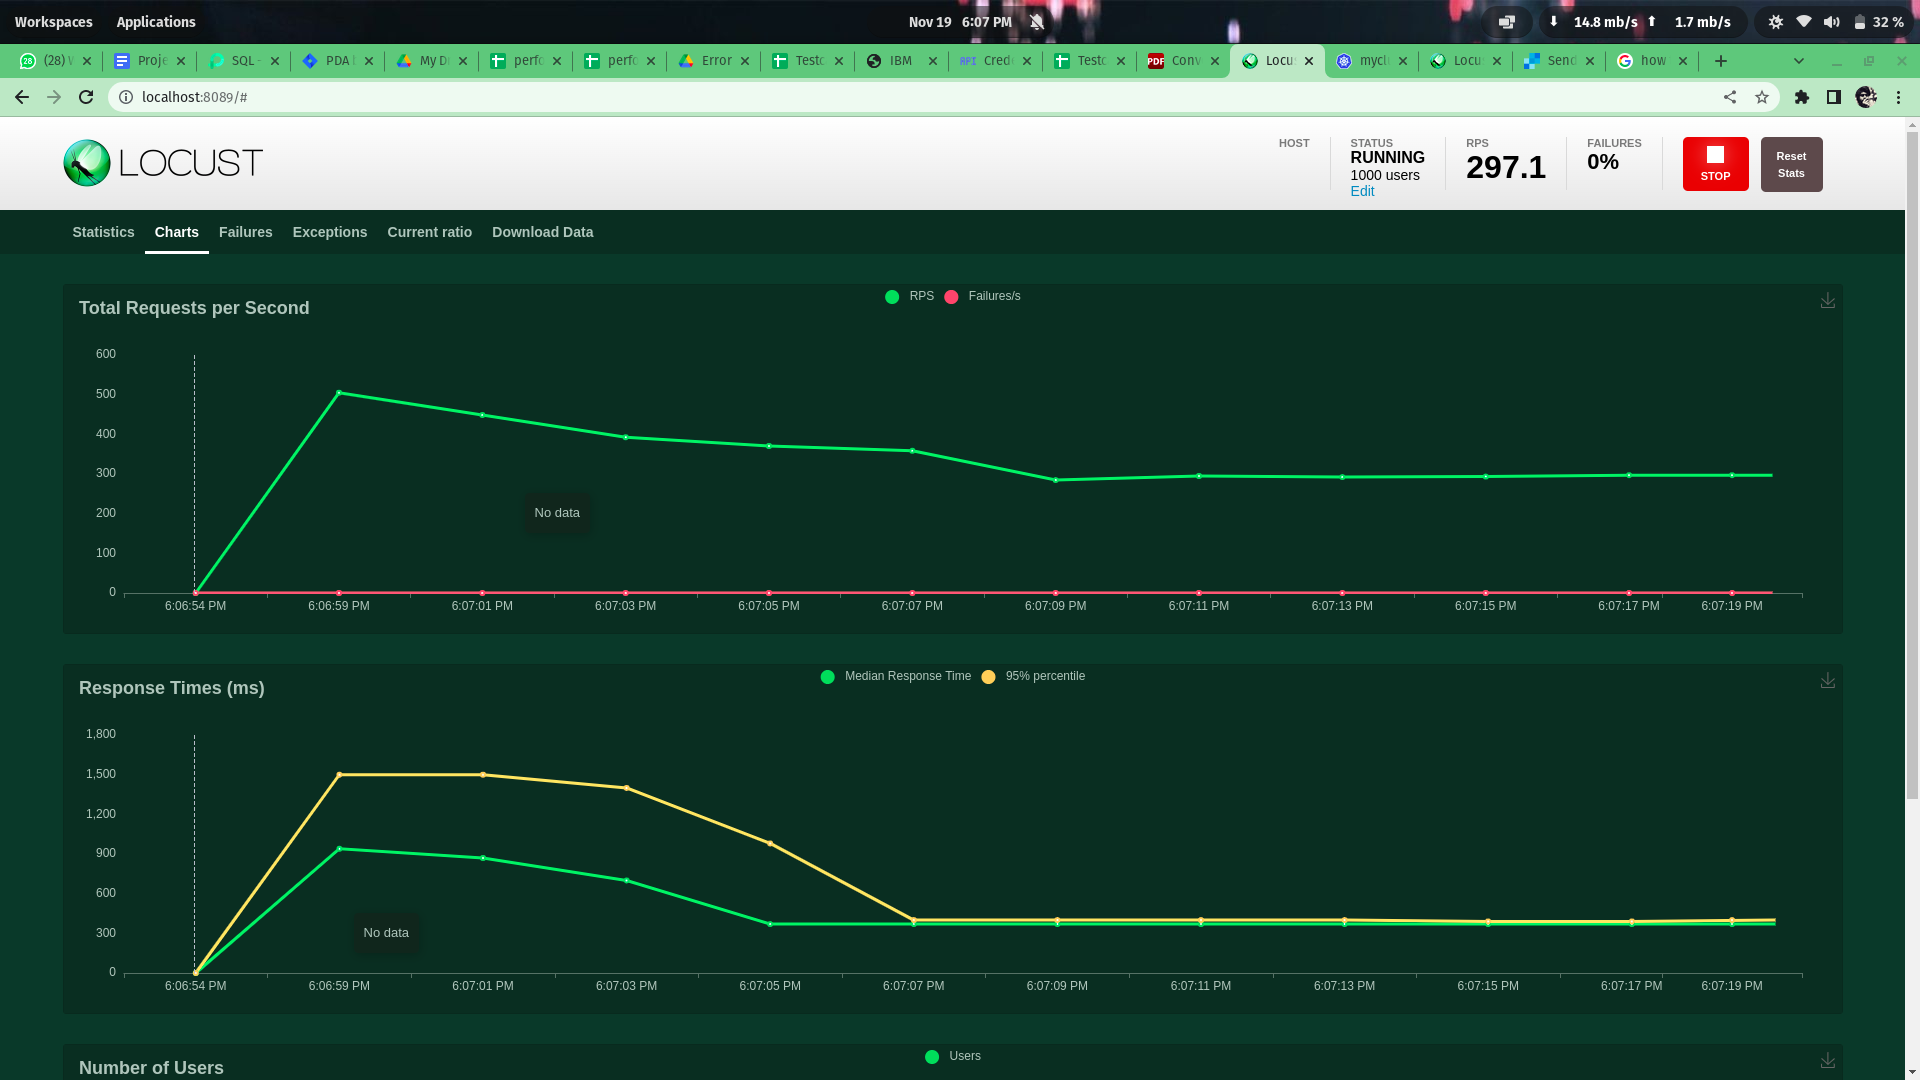 Workspaces Applications Nov 19 6:07 PM 14.8 mb/s 1.7 mb/s 32 %
(28) W Proje SQL - PDA My D perfo perfo Error Testc IBM Cred Testc Conv Locu mycl Locu Send how
localhost:8089/#
LOCUST
HOST
STATUS
RUNNING
1000 users
Edit
RPS
297.1
FAILURES
0%
STOP
Reset
Stats
Statistics Charts Failures Exceptions Current ratio Download Data
Total Requests per Second
RPS Failures/s
600
500
400
300
200
100
0
No data
6:06:54 PM 6:06:59 PM 6:07:01 PM 6:07:03 PM 6:07:05 PM 6:07:07 PM 6:07:09 PM 6:07:11 PM 6:07:13 PM 6:07:15 PM 6:07:17 PM 6:07:19 PM
Response Times (ms)
Median Response Time 95% percentile
1,800
1,500
1,200
900
600
300
0
No data
6:06:54 PM 6:06:59 PM 6:07:01 PM 6:07:03 PM 6:07:05 PM 6:07:07 PM 6:07:09 PM 6:07:11 PM 6:07:13 PM 6:07:15 PM 6:07:17 PM 6:07:19 PM
Number of Users
Users